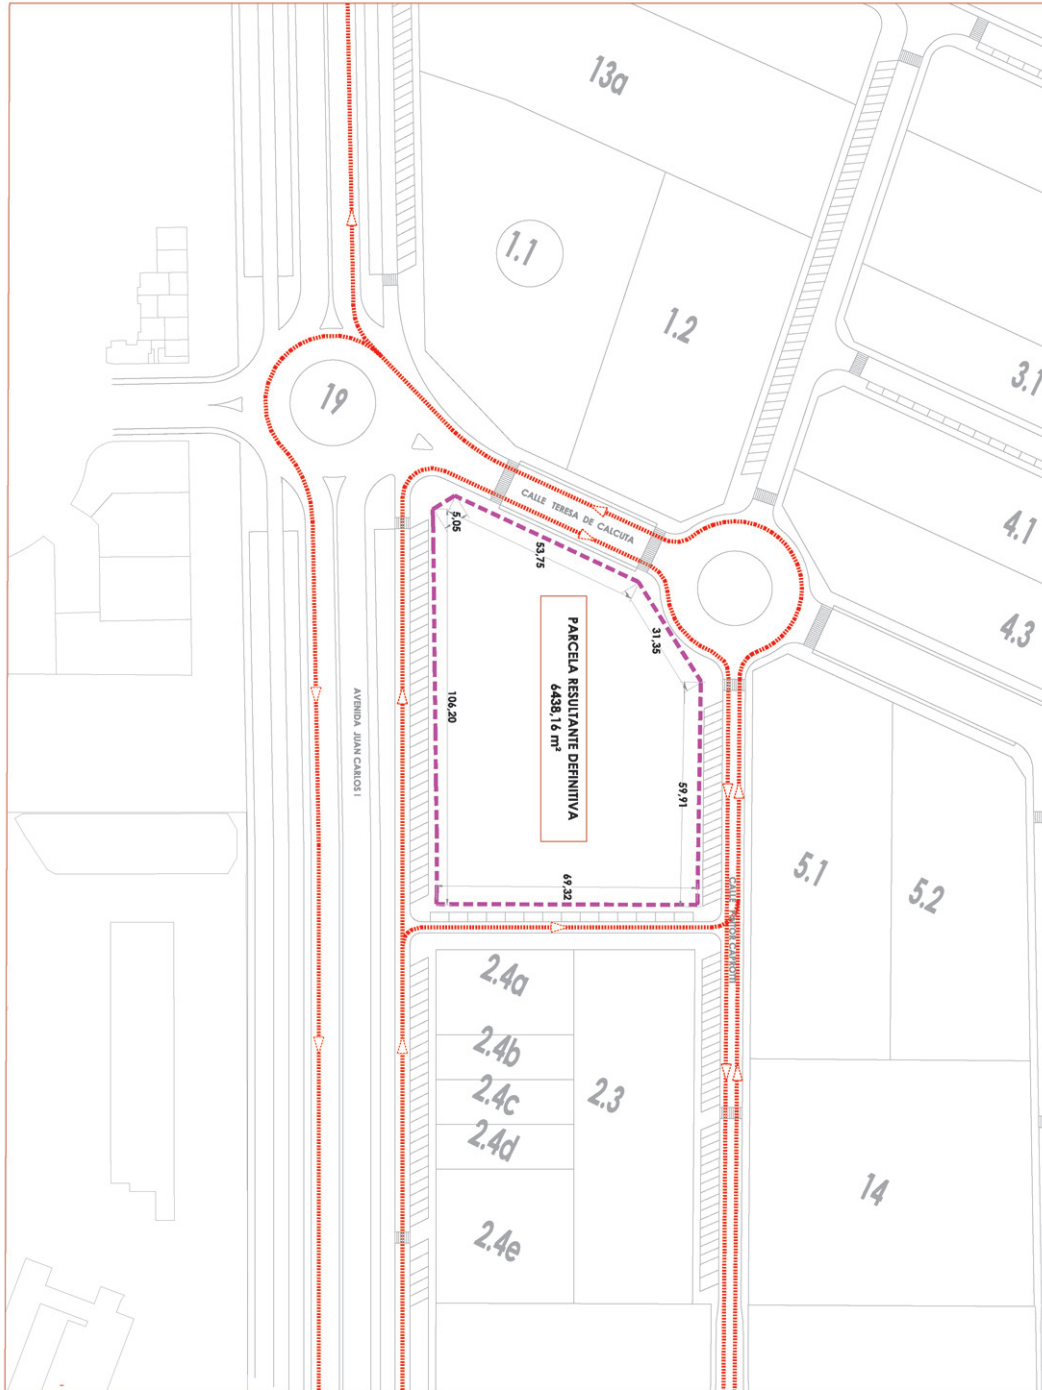 13a
1.1
1.2
3.1
19
4.1
4.3
CALLE TERESA DE CALCUTA
5,05
53,75
31,35
PARCELA RESULTANTE DEFINITIVA
6438,16 m²
106,20
59,91
69,32
AVENIDA JUAN CARLOS I
5.1
5.2
CALLE
2.4a
2.4b
2.4c
2.4d
2.4e
2.3
14